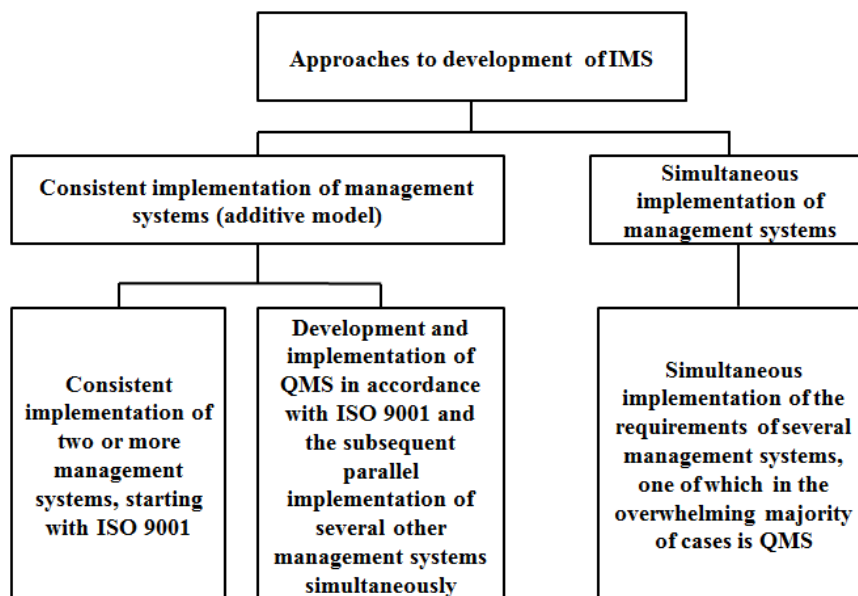 Approaches to development of IMS
Consistent implementation of management
systems (additive model)
Simultaneous
implementation of
management systems
Consistent
implementation of
two or more
management
systems, starting
with ISO 9001
Development and
implementation of
QMS in accordance
with ISO 9001 and
the subsequent
parallel
implementation of
several other
management systems
simultaneously
Simultaneous
implementation of the
requirements of several
management systems,
one of which in the
overwhelming majority
of cases is QMS